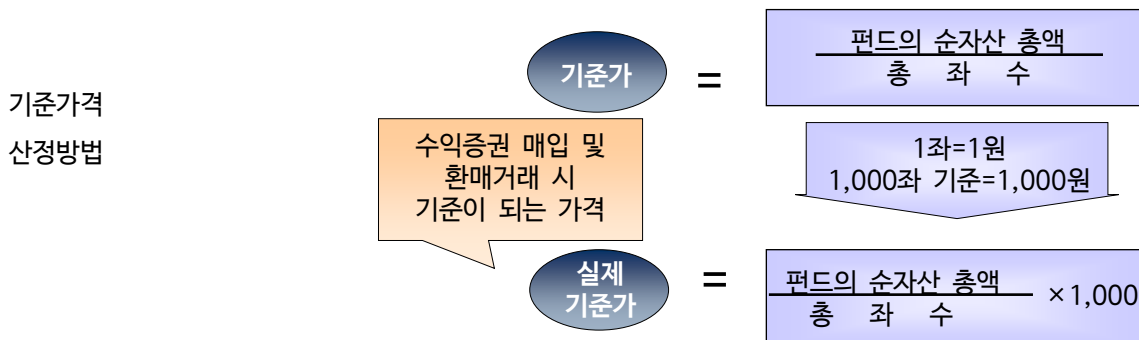 기준가격
산정방법
기준가
=
펀드의 순자산 총액
총 좌 수
수익증권 매입 및
환매거래 시
기준이 되는 가격
1좌=1원
1,000좌 기준=1,000원
실제
기준가
=
펀드의 순자산 총액
총 좌 수
×1,000